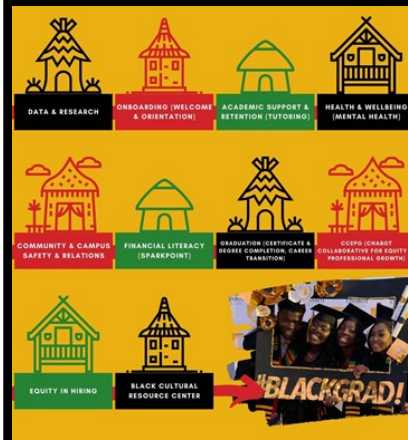 DATA & RESEARCH
ONBOARDING (WELCOME
& ORIENTATION)
ACADEMIC SUPPORT &
RETENTION (TUTORING)
HEALTH & WELLBEING
(MENTAL HEALTH)
COMMUNITY & CAMPUS
SAFETY & RELATIONS
FINANCIAL LITERACY
(SPARKPOINT)
GRADUATION (CERTIFICATE &
DEGREE COMPLETION, CAREER
TRANSITION)
CCEPG (CHABOT
COLLABORATIVE FOR EQUITY
PROFESSIONAL GROWTH)
EQUITY IN HIRING
BLACK CULTURAL
RESOURCE CENTER
#BLACKGRAD!